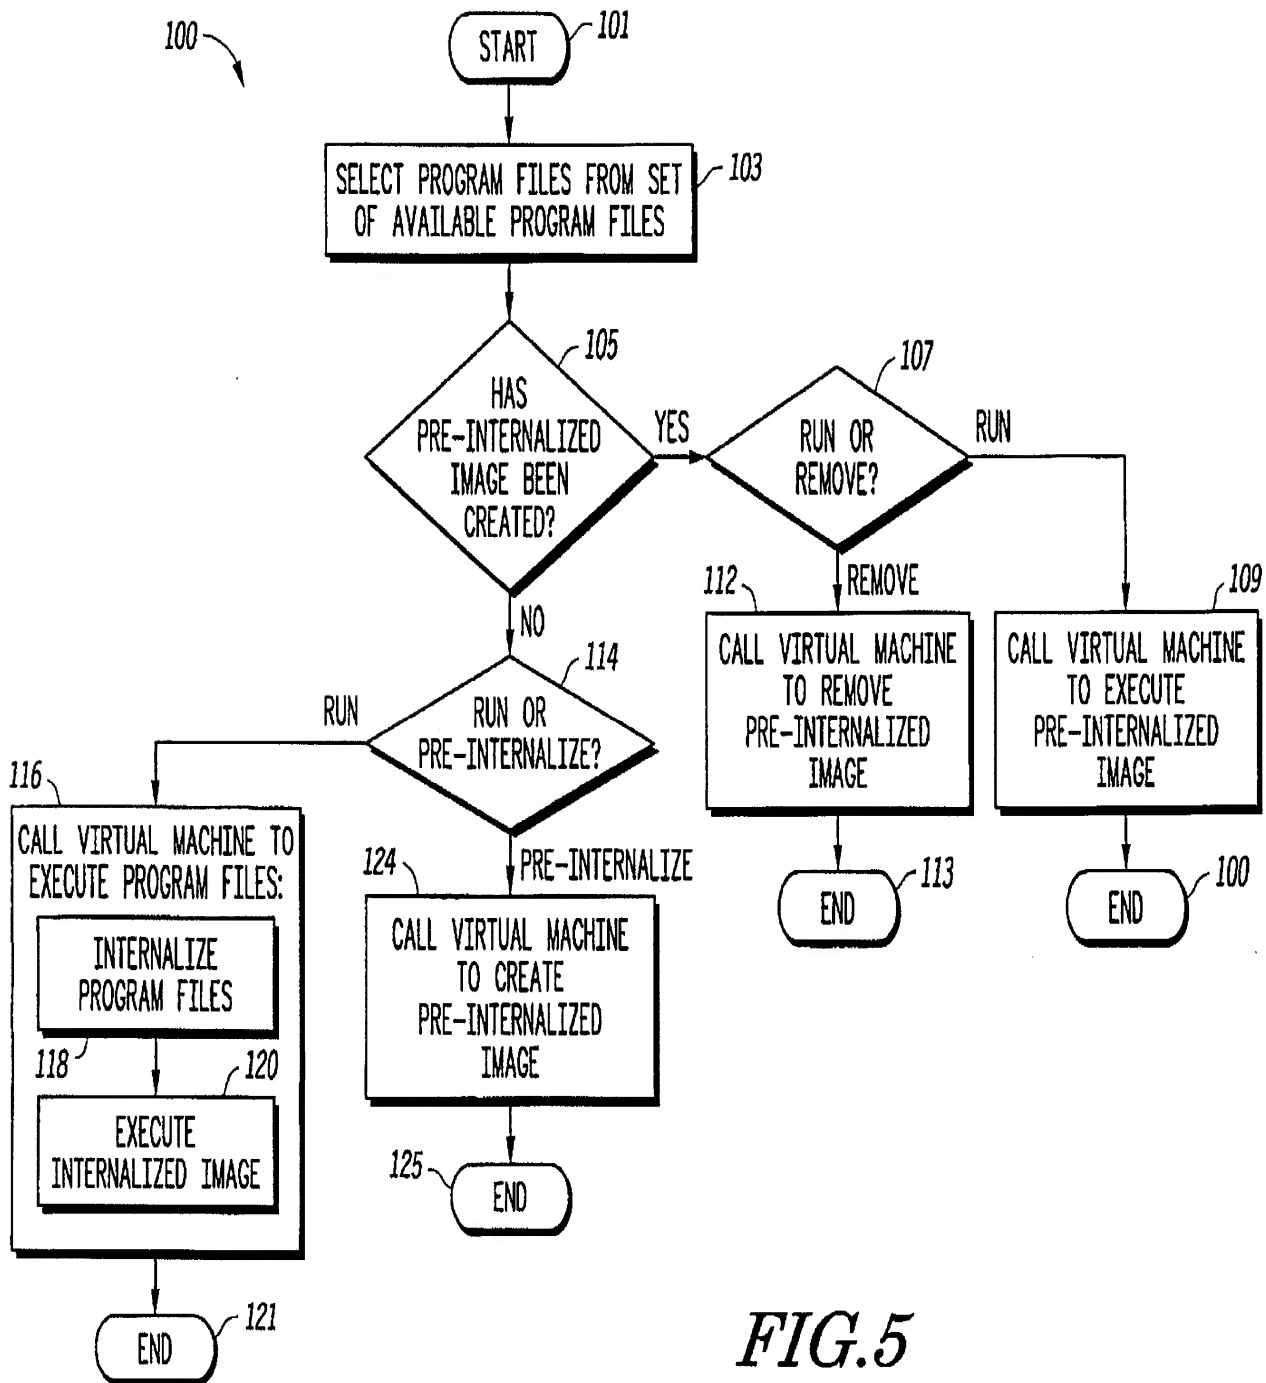 100
START
101
SELECT PROGRAM FILES FROM SET
OF AVAILABLE PROGRAM FILES
103
HAS
PRE-INTERNALIZED
IMAGE BEEN
CREATED?
105
YES
RUN OR
REMOVE?
107
RUN
NO
REMOVE
112
CALL VIRTUAL MACHINE
TO REMOVE
PRE-INTERNALIZED
IMAGE
109
CALL VIRTUAL MACHINE
TO EXECUTE
PRE-INTERNALIZED
IMAGE
END
113
END
100
RUN OR
PRE-INTERNALIZE?
114
RUN
PRE-INTERNALIZE
116
CALL VIRTUAL MACHINE TO
EXECUTE PROGRAM FILES:
INTERNALIZE
PROGRAM FILES
118
120
EXECUTE
INTERNALIZED IMAGE
124
CALL VIRTUAL MACHINE
TO CREATE
PRE-INTERNALIZED
IMAGE
125
END
END
121
FIG.5